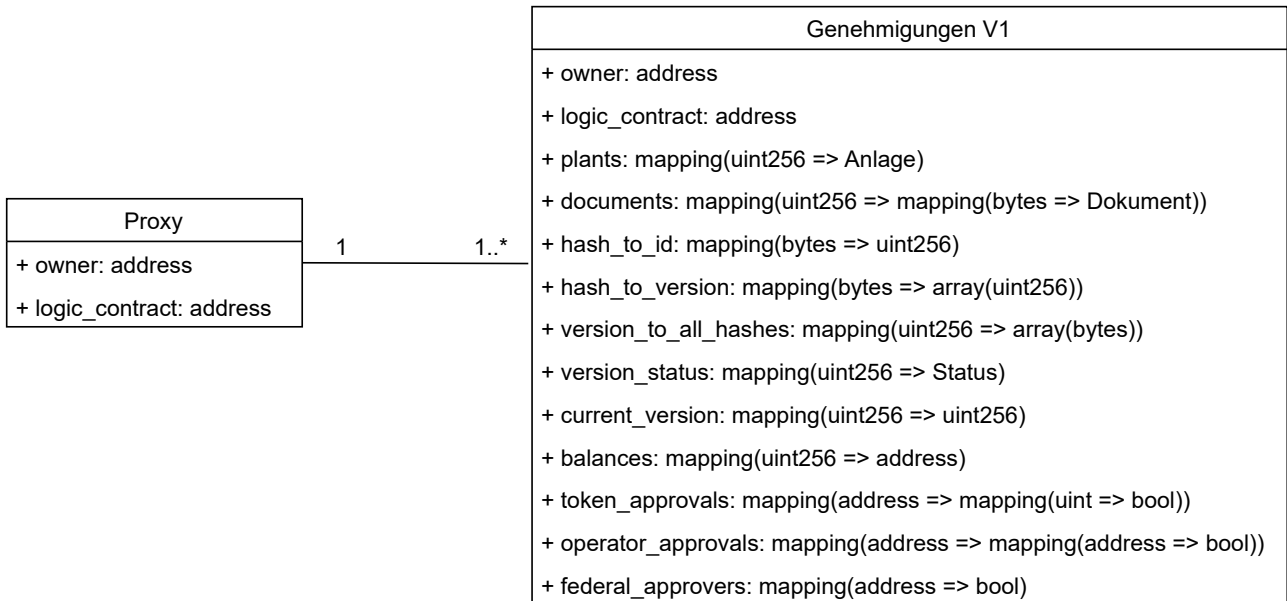 Proxy
+ owner: address
+ logic_contract: address
1
1..*
Genehmigungen V1
+ owner: address
+ logic_contract: address
+ plants: mapping(uint256 => Anlage)
+ documents: mapping(uint256 => mapping(bytes => Dokument))
+ hash_to_id: mapping(bytes => uint256)
+ hash_to_version: mapping(bytes => array(uint256))
+ version_to_all_hashes: mapping(uint256 => array(bytes))
+ version_status: mapping(uint256 => Status)
+ current_version: mapping(uint256 => uint256)
+ balances: mapping(uint256 => address)
+ token_approvals: mapping(address => mapping(uint => bool))
+ operator_approvals: mapping(address => mapping(address => bool))
+ federal_approvers: mapping(address => bool)